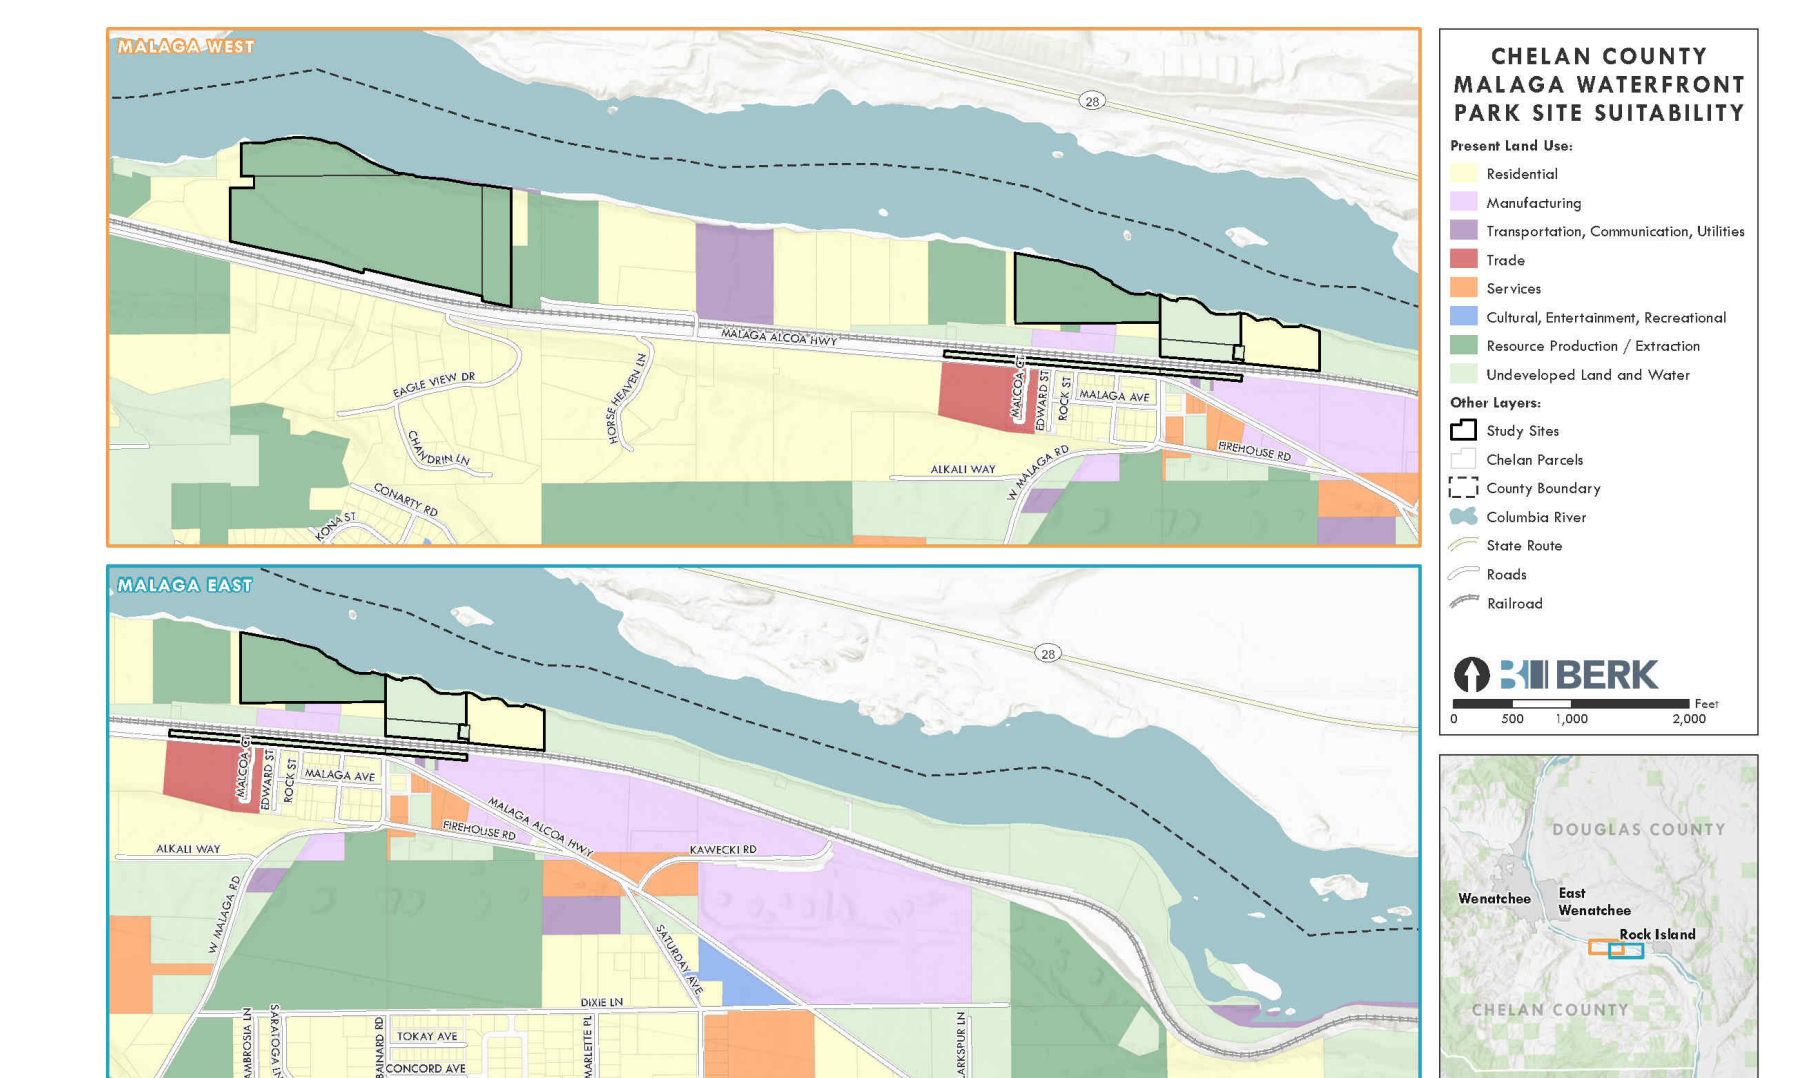 MALAGA WEST
28
MALAGA ALCOA HWY
EAGLE VIEW DR
HORSE HEAVEN LN
CHANDRIN LN
CONARTY RD
KONA ST
MALCOA CT
EDWARD ST
ROCK ST
MALAGA AVE
FIREHOUSE RD
ALKALI WAY
W MALAGA RD
MALAGA EAST
28
MALCOA CT
EDWARD ST
ROCK ST
MALAGA AVE
MALAGA ALCOA HWY
FIREHOUSE RD
KAWECKI RD
ALKALI WAY
W MALAGA RD
SATURDAY AVE
DIXIE LN
AMBROSIA LN
SARATOGA LN
BAINARD RD
TOKAY AVE
CONCORD AVE
MARLETTE PL
LARKSPUR LN
CHELAN COUNTY
MALAGA WATERFRONT
PARK SITE SUITABILITY
Present Land Use:
Residential
Manufacturing
Transportation, Communication, Utilities
Trade
Services
Cultural, Entertainment, Recreational
Resource Production / Extraction
Undeveloped Land and Water
Other Layers:
Study Sites
Chelan Parcels
County Boundary
Columbia River
State Route
Roads
Railroad
BERK
Feet
0 500 1,000 2,000
DOUGLAS COUNTY
Wenatchee
East
Wenatchee
Rock Island
CHELAN COUNTY